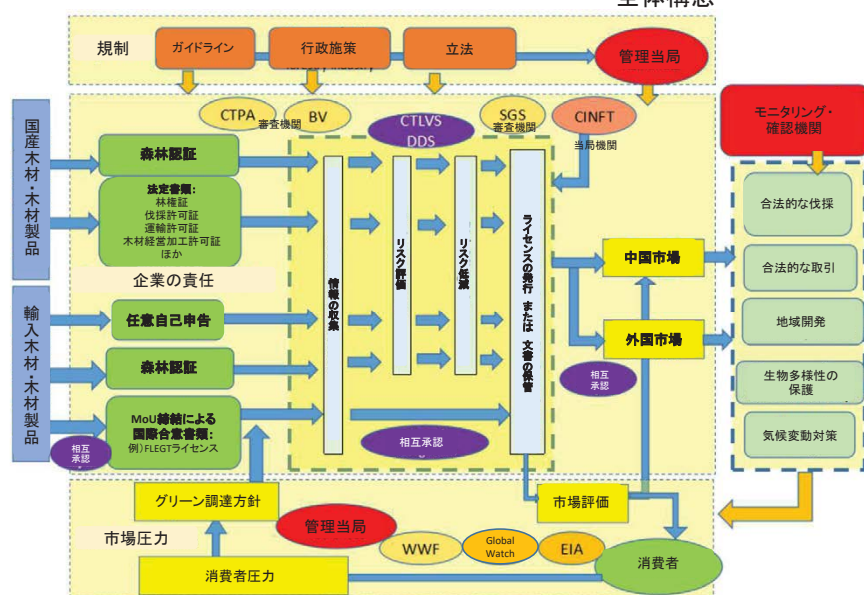 全体構想
規制
ガイドライン
行政施策
立法
管理当局
国産木材・木材製品
輸入木材・木材製品
CTPA
審査機関
BV
CTLVS
DDS
SGS
審査機関
CINFT
当局機関
モニタリング・
確認機関
森林認証
法定書類:
林権証
伐採許可証
運輸許可証
木材経営加工許可証
ほか
企業の責任
任意自己申告
森林認証
MoU締結による
国際合意書類:
例)FLEGTライセンス
相互
承認
情報の収集
リスク評価
リスク低減
ライセンスの発行 または 文書の保管
相互承認
中国市場
外国市場
相互
承認
合法的な伐採
合法的な取引
地域開発
生物多様性の
保護
気候変動対策
グリーン調達方針
市場圧力
管理当局
WWF
Global
Watch
EIA
市場評価
消費者
消費者圧力